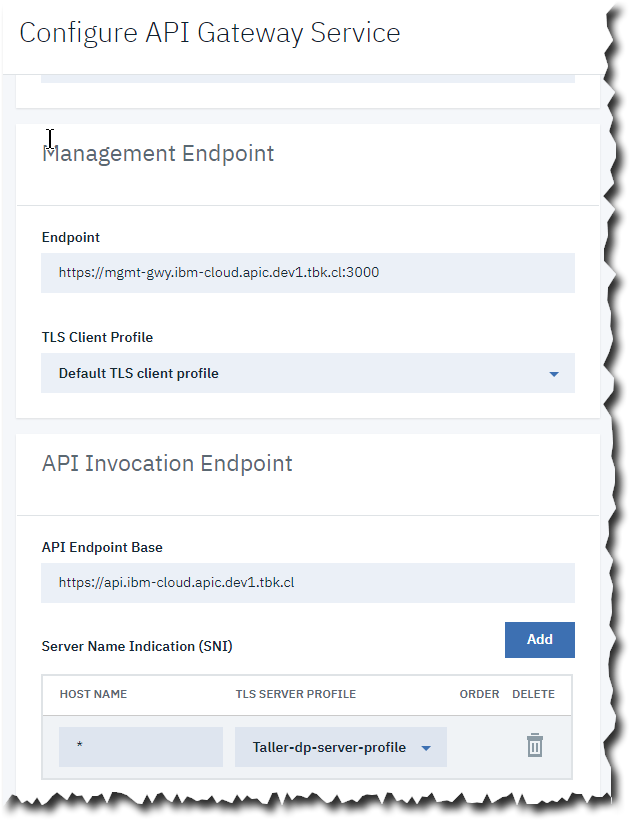 Configure API Gateway Service
Management Endpoint
Endpoint
https://mgmt-gwy.ibm-cloud.apic.dev1.tbk.cl:3000
TLS Client Profile
Default TLS client profile
API Invocation Endpoint
API Endpoint Base
https://api.ibm-cloud.apic.dev1.tbk.cl
Add
Server Name Indication (SNI)
HOST NAME TLS SERVER PROFILE ORDER DELETE
* Taller-dp-server-profile